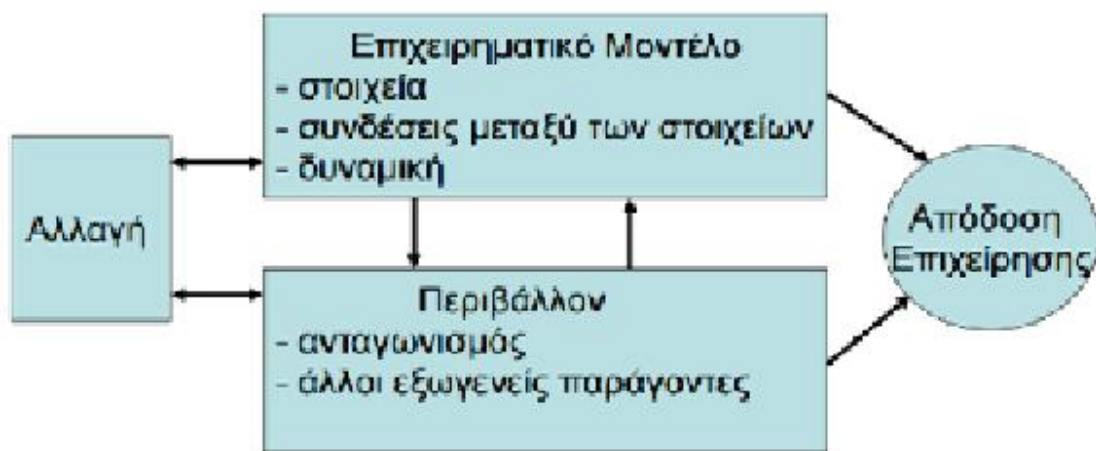 Επιχειρηματικό Μοντέλο
- στοιχεία
- συνδέσεις μεταξύ των στοιχείων
- δυναμική
Αλλαγή
Απόδοση
Επιχείρησης
Περιβάλλον
- ανταγωνισμός
- άλλοι εξωγενείς παράγοντες